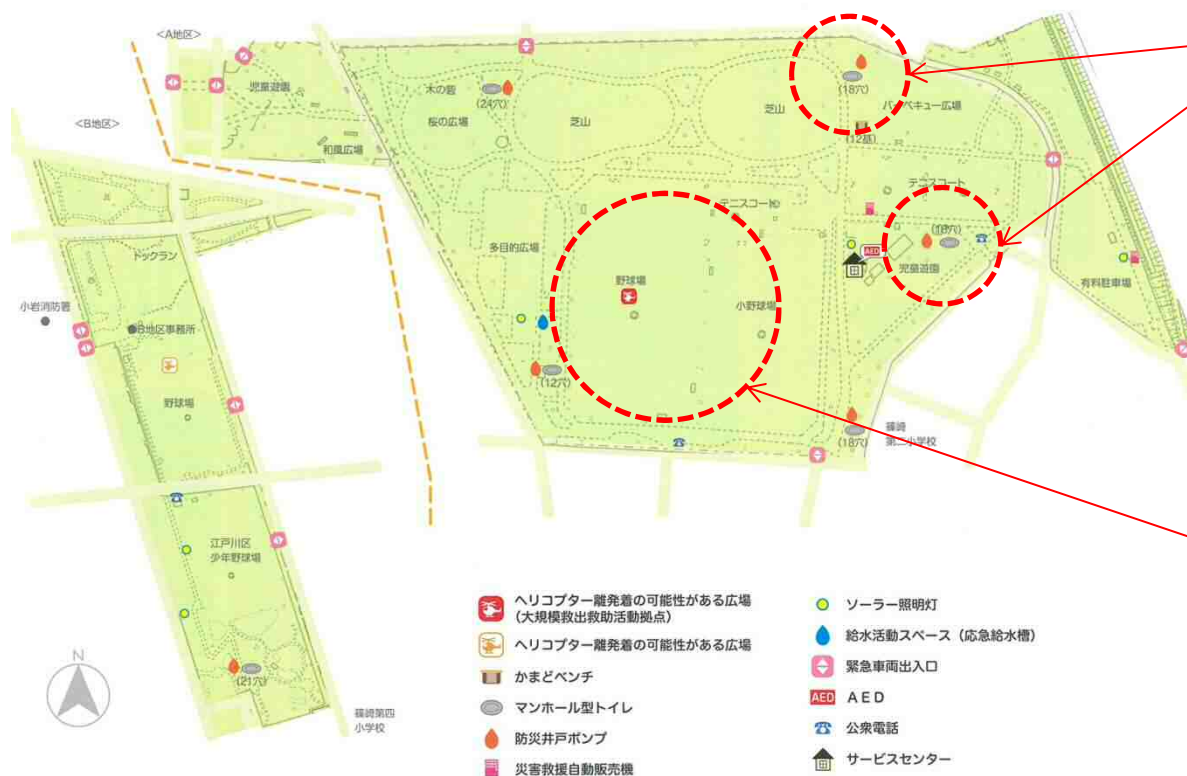 <A地区>
<B地区>
児童遊園
和風広場
木の砦
(24穴)
桜の広場
芝山
芝山
(18穴)
バーベキュー広場
(12基)
テニスコート
テニスコート
多目的広場
野球場
小野球場
AED
児童遊園
有料駐車場
ドックラン
小岩消防署
B地区事務所
野球場
(12穴)
(18穴)
篠崎
第二小学校
江戸川区
少年野球場
(21穴)
篠崎第四
小学校
N
ヘリコプター離発着の可能性がある広場
(大規模救出救助活動拠点)
ヘリコプター離発着の可能性がある広場
かまどベンチ
マンホール型トイレ
防災井戸ポンプ
災害救援自動販売機
ソーラー照明灯
給水活動スペース（応急給水槽）
緊急車両出入口
AED
AED
公衆電話
サービスセンター